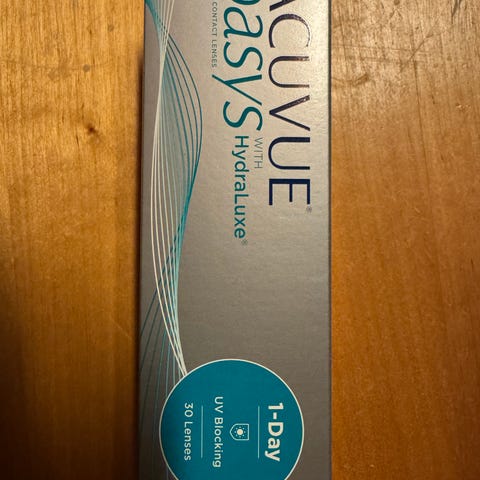 ACUVUE®
oasys
WITH
HydraLuxe®
CONTACT LENSES
1-Day
UV Blocking
30 Lenses